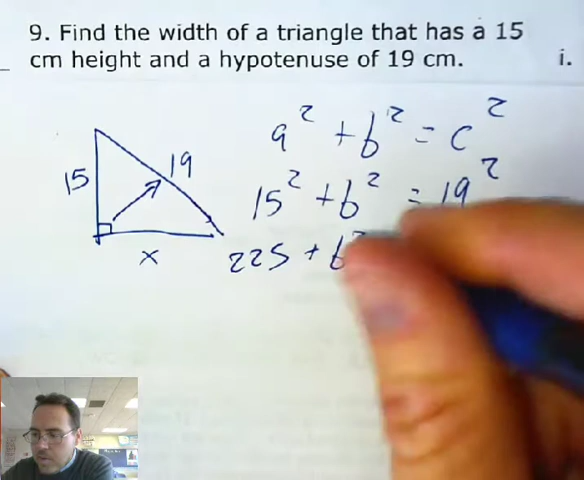 9. Find the width of a triangle that has a 15
cm height and a hypotenuse of 19 cm.
i.
a² + b² = c²
15
19
15² + b² = 19²
225 + b²
x